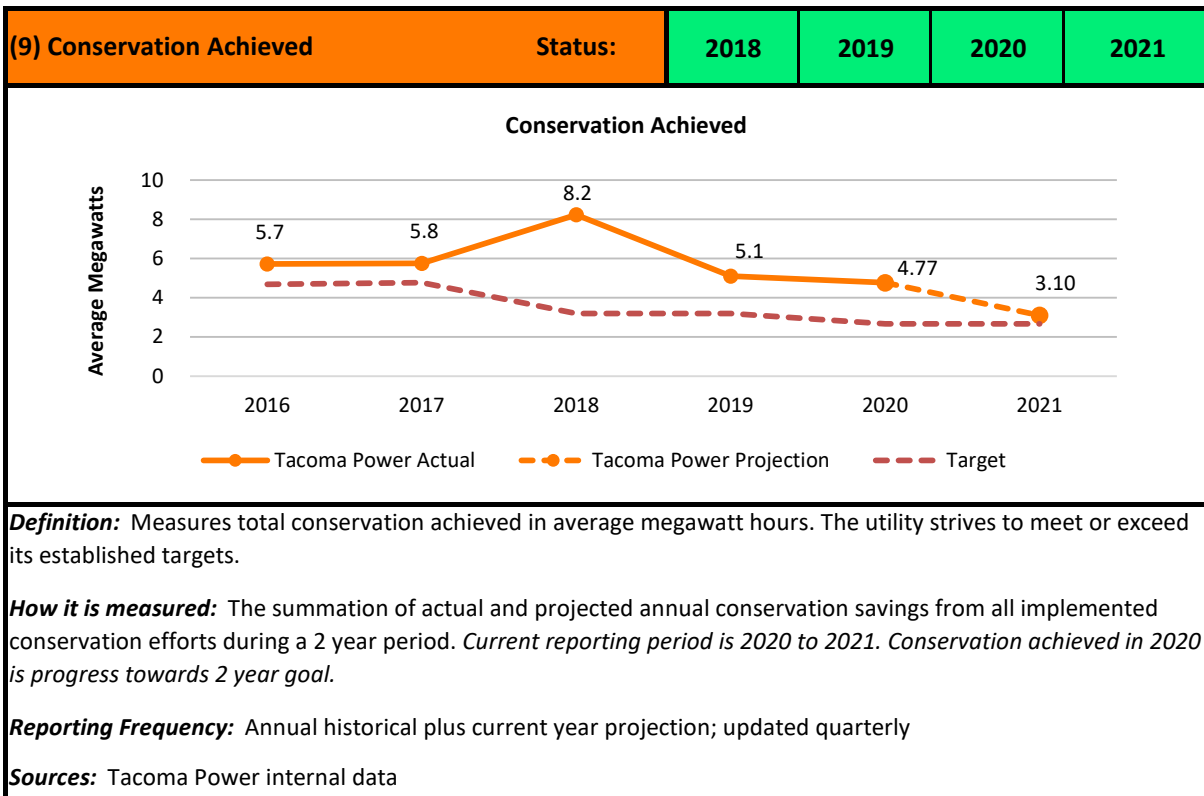 (9) Conservation Achieved Status: 2018 2019 2020 2021
Conservation Achieved
Average Megawatts
10
8
6
4
2
0
5.7
5.8
8.2
5.1
4.77
3.10
2016 2017 2018 2019 2020 2021
Tacoma Power Actual Tacoma Power Projection Target
Definition: Measures total conservation achieved in average megawatt hours. The utility strives to meet or exceed
its established targets.
How it is measured: The summation of actual and projected annual conservation savings from all implemented
conservation efforts during a 2 year period. Current reporting period is 2020 to 2021. Conservation achieved in 2020
is progress towards 2 year goal.
Reporting Frequency: Annual historical plus current year projection; updated quarterly
Sources: Tacoma Power internal data